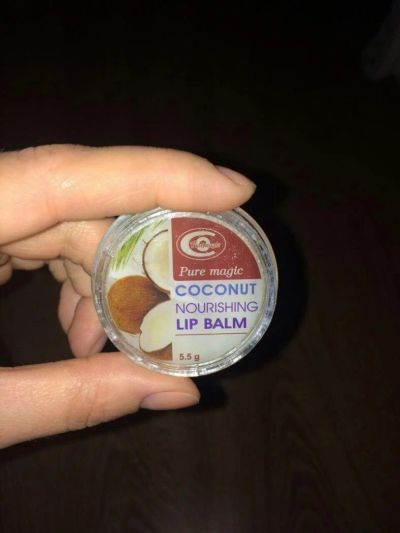 Pure magic
COCONUT
NOURISHING
LIP BALM
5.5 g